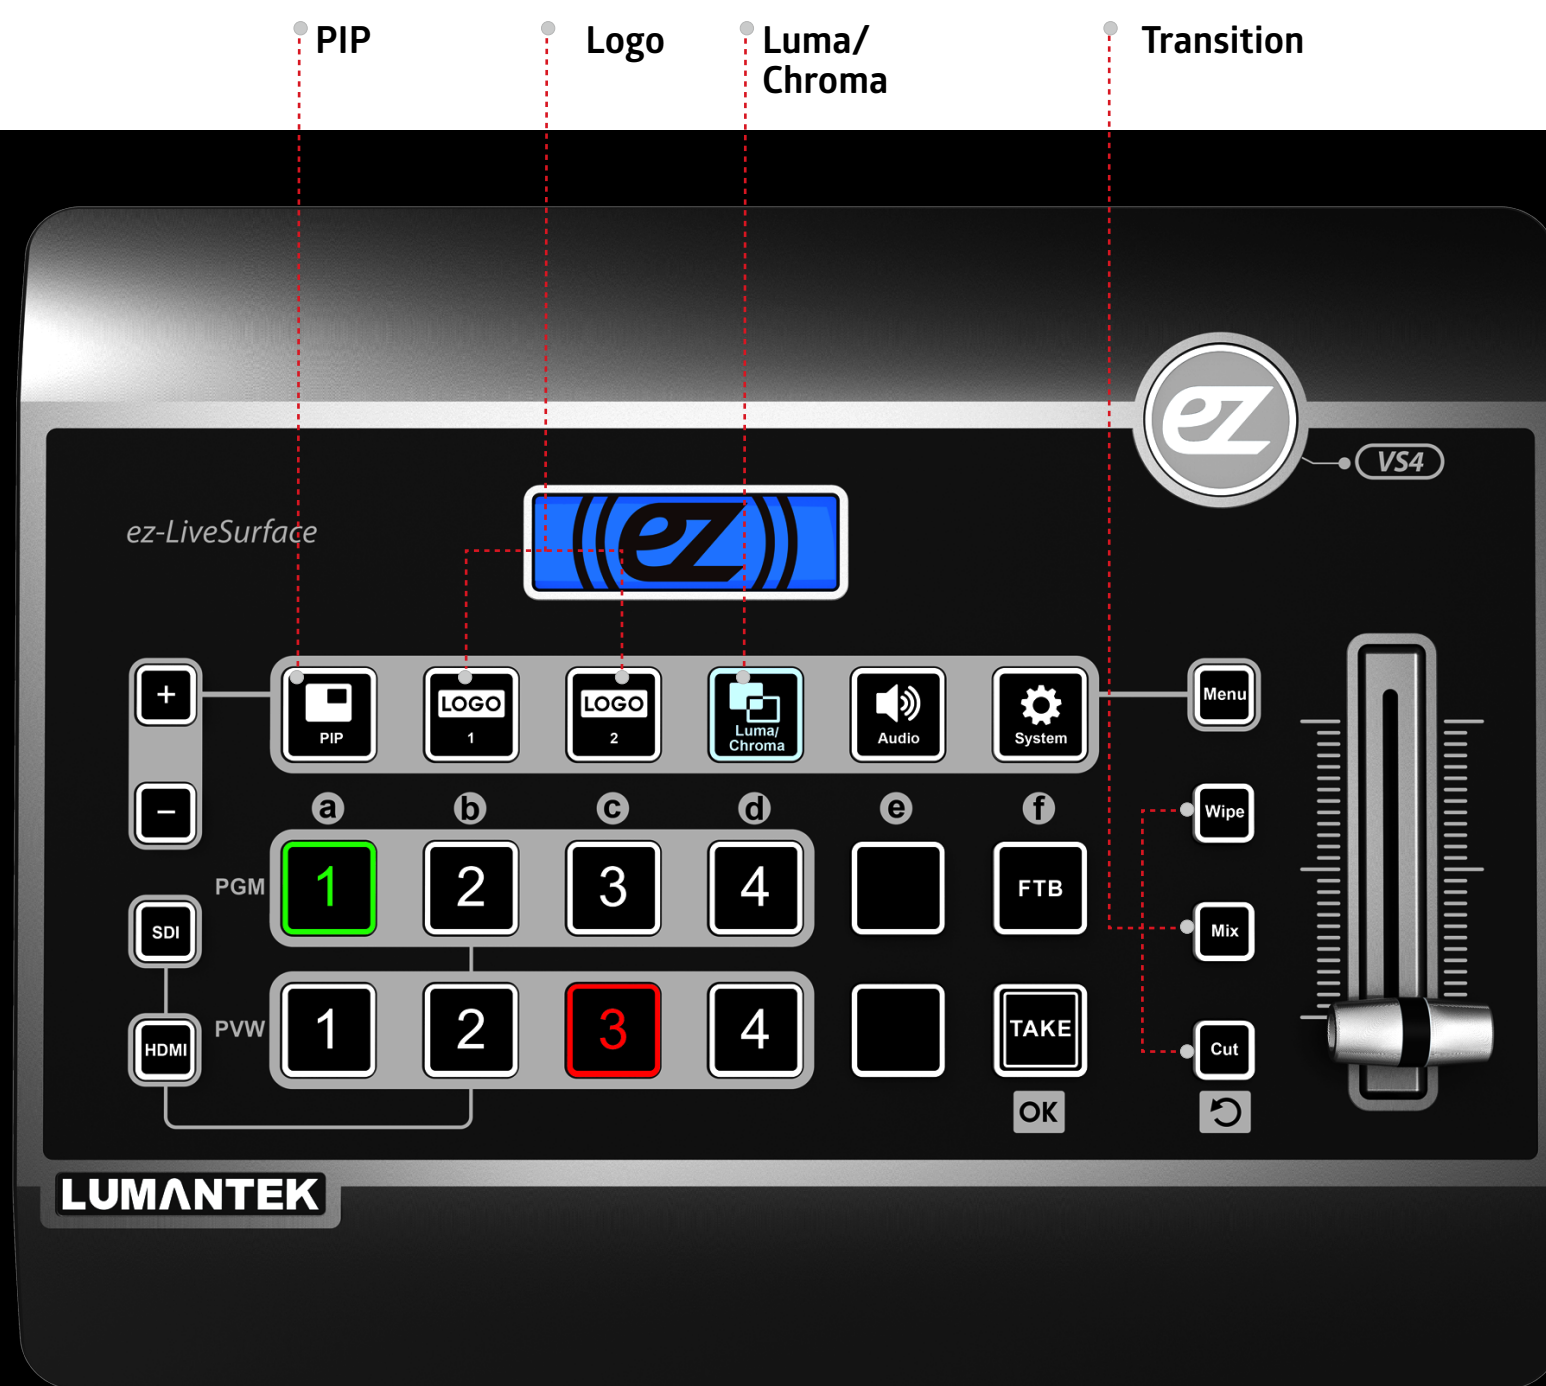 PIP
Logo
Luma/
Chroma
Transition
ez
VS4
ez-LiveSurface
ez
+
PIP
LOGO
1
LOGO
2
Luma/
Chroma
Audio
System
Menu
−
a
b
c
d
e
f
Wipe
PGM
1
2
3
4
FTB
SDI
Mix
PVW
1
2
3
4
TAKE
HDMI
Cut
OK
LUMANTEK